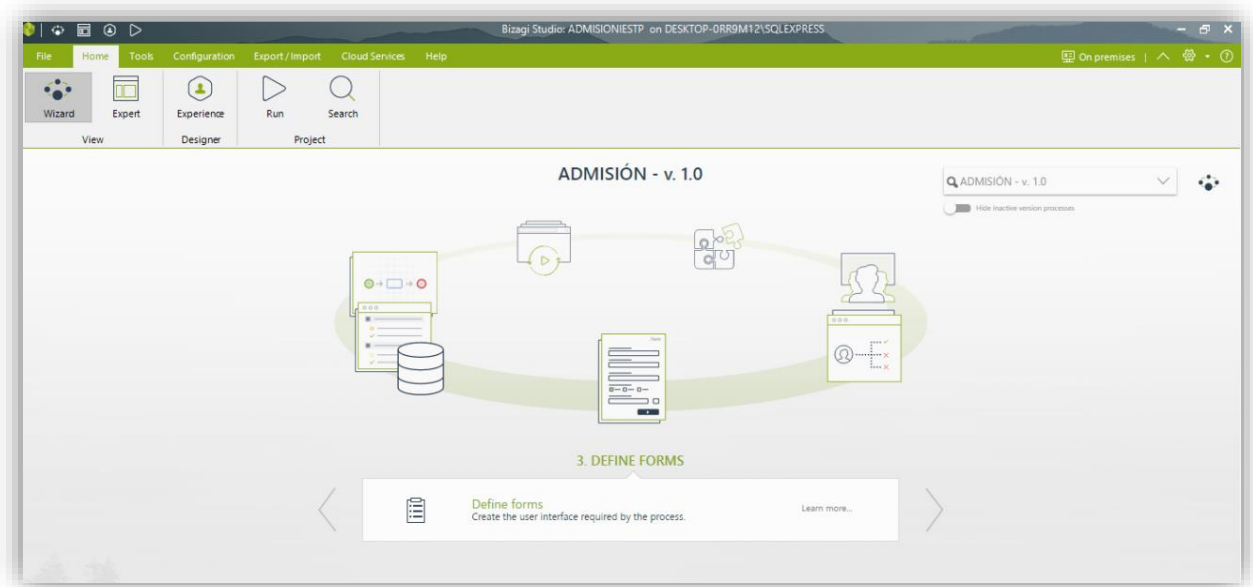 Bizagi Studio: ADMISIONIESTP on DESKTOP-0RR9M12\SQLEXPRESS
File Home Tools Configuration Export / Import Cloud Services Help On premises
Wizard Expert Experience Run Search
View Designer Project
ADMISIÓN - v. 1.0
ADMISIÓN - v. 1.0
Hide inactive version processes
3. DEFINE FORMS
Define forms
Create the user interface required by the process.
Learn more...